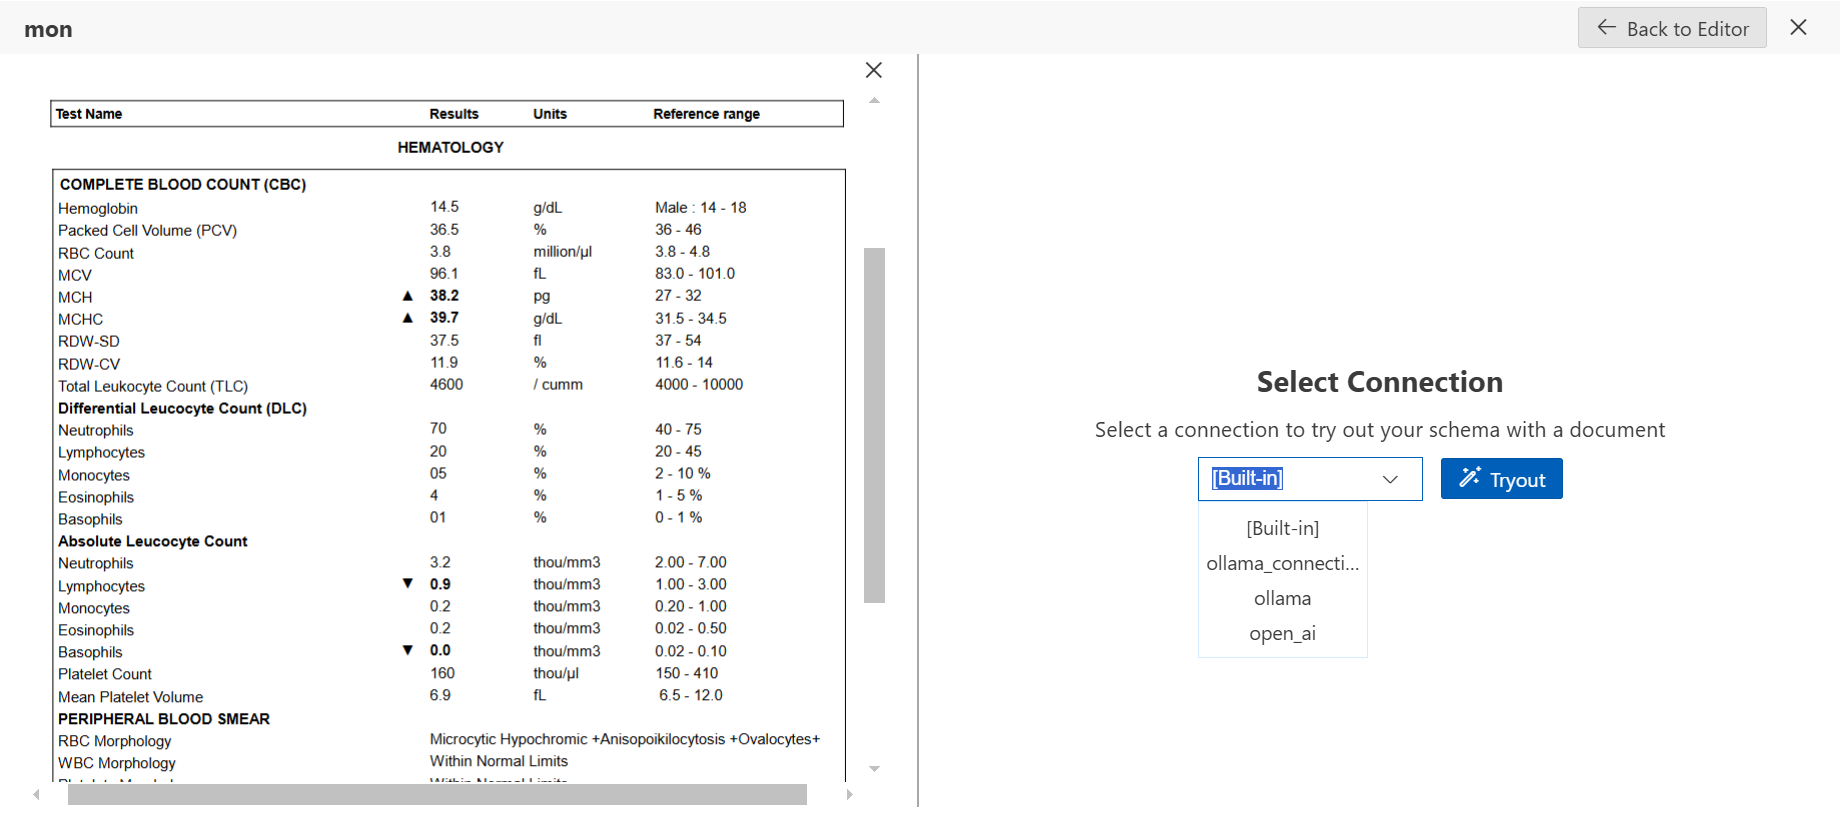 mon
Back to Editor
Test Name Results Units Reference range
HEMATOLOGY
COMPLETE BLOOD COUNT (CBC)
Hemoglobin 14.5 g/dL Male : 14 - 18
Packed Cell Volume (PCV) 36.5 % 36 - 46
RBC Count 3.8 million/µl 3.8 - 4.8
MCV 96.1 fL 83.0 - 101.0
MCH ▲ 38.2 pg 27 - 32
MCHC ▲ 39.7 g/dL 31.5 - 34.5
RDW-SD 37.5 fl 37 - 54
RDW-CV 11.9 % 11.6 - 14
Total Leukocyte Count (TLC) 4600 / cumm 4000 - 10000
Differential Leucocyte Count (DLC)
Neutrophils 70 % 40 - 75
Lymphocytes 20 % 20 - 45
Monocytes 05 % 2 - 10 %
Eosinophils 4 % 1 - 5 %
Basophils 01 % 0 - 1 %
Absolute Leucocyte Count
Neutrophils 3.2 thou/mm3 2.00 - 7.00
Lymphocytes ▼ 0.9 thou/mm3 1.00 - 3.00
Monocytes 0.2 thou/mm3 0.20 - 1.00
Eosinophils 0.2 thou/mm3 0.02 - 0.50
Basophils ▼ 0.0 thou/mm3 0.02 - 0.10
Platelet Count 160 thou/µl 150 - 410
Mean Platelet Volume 6.9 fL 6.5 - 12.0
PERIPHERAL BLOOD SMEAR
RBC Morphology Microcytic Hypochromic +Anisopoikilocytosis +Ovalocytes+
WBC Morphology Within Normal Limits
Select Connection
Select a connection to try out your schema with a document
[Built-in] Tryout
[Built-in]
ollama_connecti...
ollama
open_ai